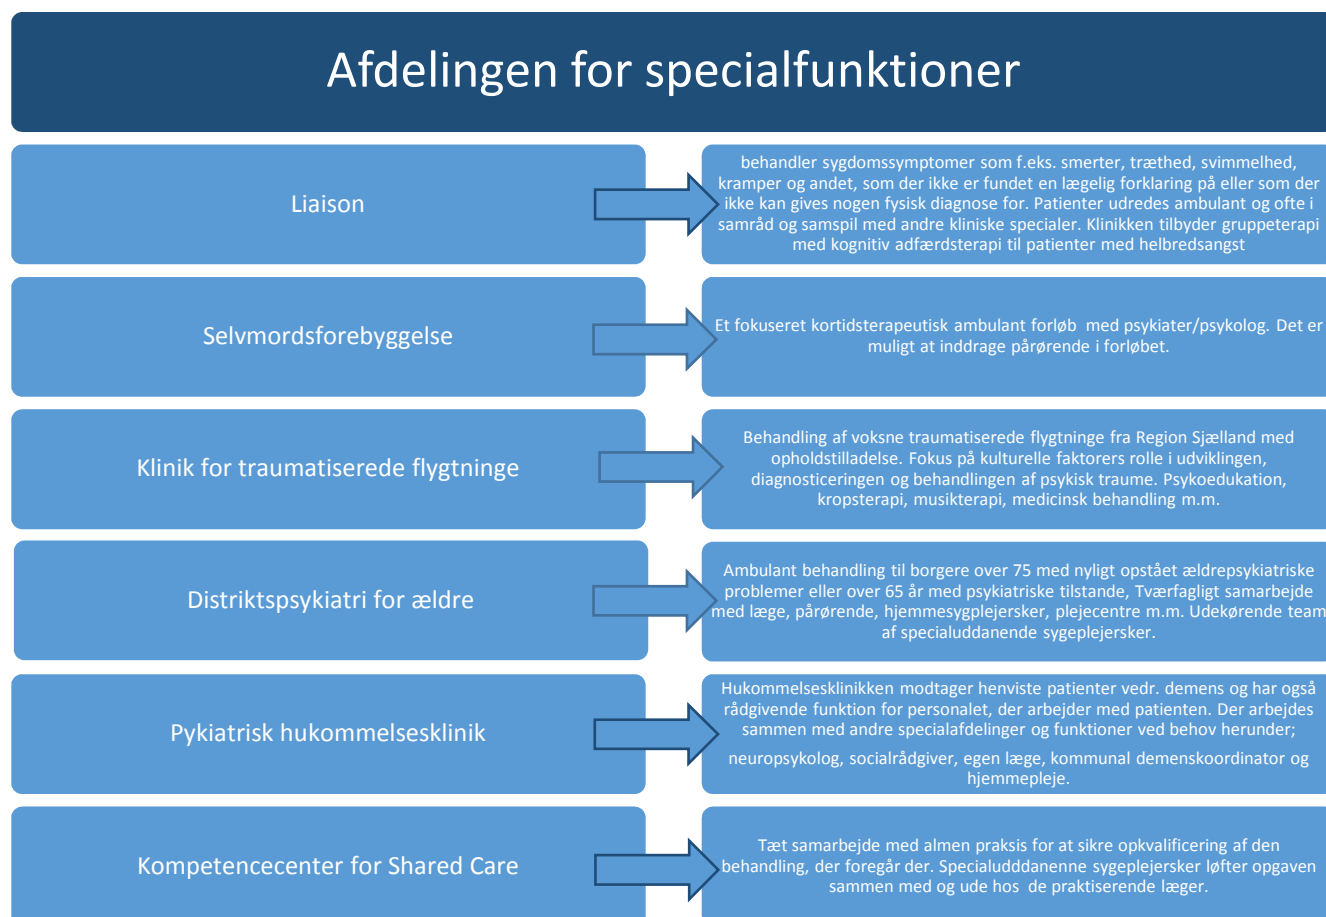 Afdelingen for specialfunktioner
Liaison
behandler sygdomssymptomer som f.eks. smerter, træthed, svimmelhed,
kramper og andet, som der ikke er fundet en lægelig forklaring på eller som der
ikke kan gives nogen fysisk diagnose for. Patienter udredes ambulant og ofte i
samråd og samspil med andre kliniske specialer. Klinikken tilbyder gruppeterapi
med kognitiv adfærdsterapi til patienter med helbredsangst
Selvmordsforebyggelse
Et fokuseret kortidsterapeutisk ambulant forløb med psykiater/psykolog. Det er
muligt at inddrage pårørende i forløbet.
Klinik for traumatiserede flygtninge
Behandling af voksne traumatiserede flygtninge fra Region Sjælland med
opholdstilladelse. Fokus på kulturelle faktorers rolle i udviklingen,
diagnosticeringen og behandlingen af psykisk traume. Psykoedukation,
kropsterapi, musikterapi, medicinsk behandling m.m.
Distriktspsykiatri for ældre
Ambulant behandling til borgere over 75 med nyligt opstået ældrepsykiatriske
problemer eller over 65 år med psykiatriske tilstande, Tværfagligt samarbejde
med læge, pårørende, hjemmesygplejersker, plejecentre m.m. Udekørende team
af specialuddanende sygeplejersker.
Pykiatrisk hukommelsesklinik
Hukommelsesklinikken modtager henviste patienter vedr. demens og har også
rådgivende funktion for personalet, der arbejder med patienten. Der arbejdes
sammen med andre specialafdelinger og funktioner ved behov herunder;
neuropsykolog, socialrådgiver, egen læge, kommunal demenskoordinator og
hjemmepleje.
Kompetencecenter for Shared Care
Tæt samarbejde med almen praksis for at sikre opkvalificering af den
behandling, der foregår der. Specialudddanenne sygeplejersker løfter opgaven
sammen med og ude hos de praktiserende læger.